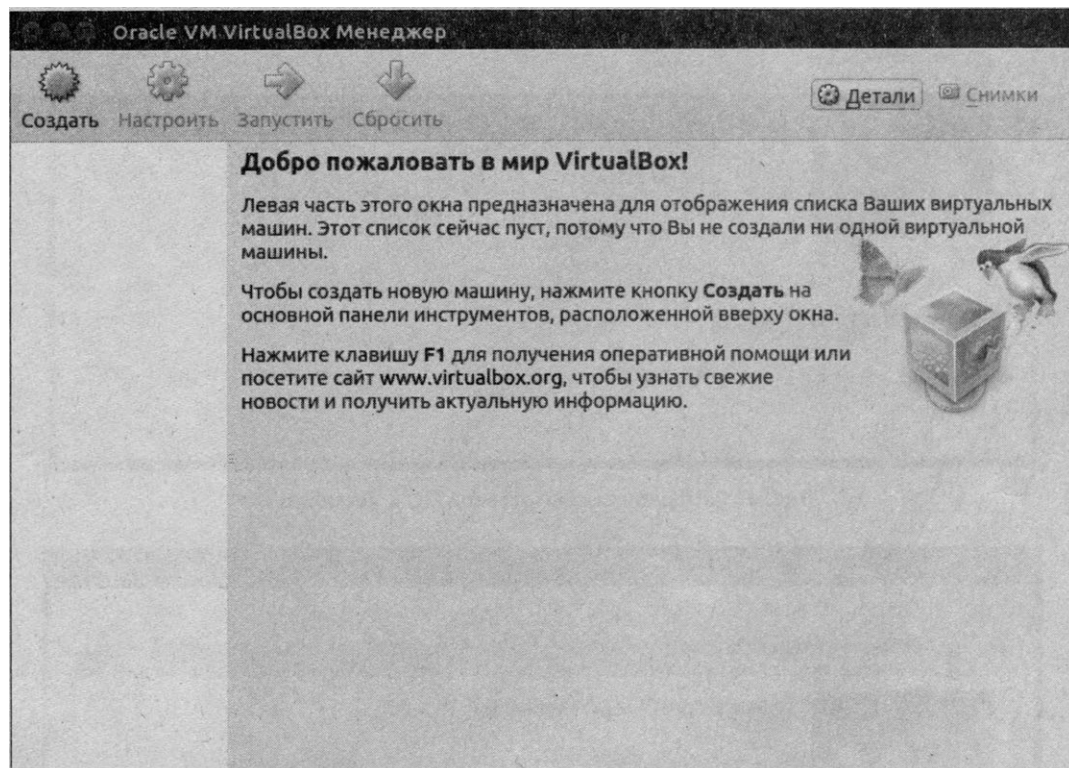 Oracle VM VirtualBox Менеджер
Создать Настроить Запустить Сбросить
Детали Снимки
Добро пожаловать в мир VirtualBox!
Левая часть этого окна предназначена для отображения списка Ваших виртуальных
машин. Этот список сейчас пуст, потому что Вы не создали ни одной виртуальной
машины.
Чтобы создать новую машину, нажмите кнопку Создать на
основной панели инструментов, расположенной вверху окна.
Нажмите клавишу F1 для получения оперативной помощи или
посетите сайт www.virtualbox.org, чтобы узнать свежие
новости и получить актуальную информацию.